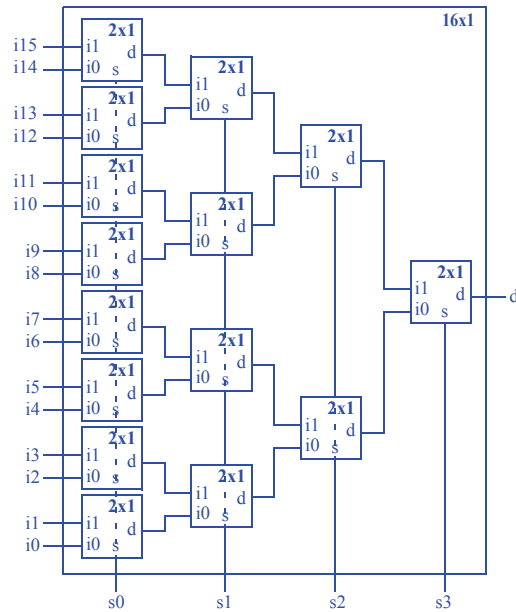 16x1
2x1
i15 i1 d
i14 i0 s
2x1
i1 d
i0 s
2x1
i13 i1 d
i12 i0 s
2x1
i1 d
i0 s
2x1
i11 i1 d
i10 i0 s
2x1
i1 d
i0 s
2x1
i9 i1 d
i8 i0 s
2x1
i1 d d
i0 s
2x1
i7 i1 d
i6 i0 s
2x1
i1 d
i0 s
2x1
i5 i1 d
i4 i0 s
2x1
i1 d
i0 s
2x1
i3 i1 d
i2 i0 s
2x1
i1 d
i0 s
2x1
i1 i1 d
i0 i0 s
s0 s1 s2 s3